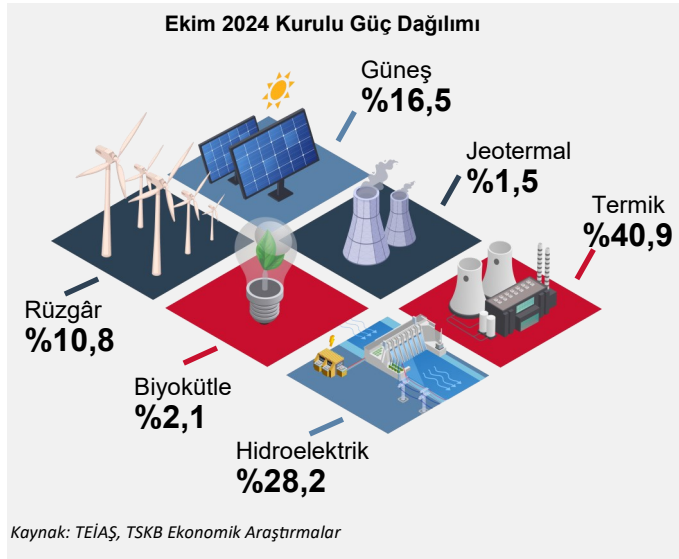 Ekim 2024 Kurulu Güç Dağılımı
Güneş
%16,5
Jeotermal
%1,5
Termik
%40,9
Rüzgâr
%10,8
Biyokütle
%2,1
Hidroelektrik
%28,2
Kaynak: TEİAŞ, TSKB Ekonomik Araştırmalar